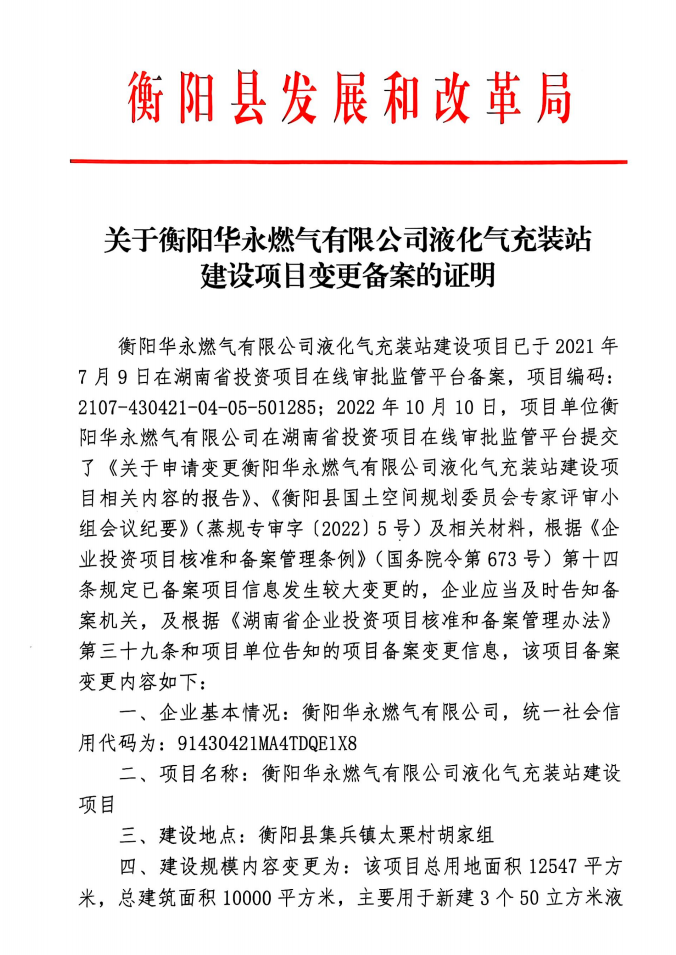 衡阳县发展和改革局
关于衡阳华永燃气有限公司液化气充装站
建设项目变更备案的证明
衡阳华永燃气有限公司液化气充装站建设项目已于2021年
7月9日在湖南省投资项目在线审批监管平台备案，项目编码：
2107-430421-04-05-501285；2022年10月10日，项目单位衡
阳华永燃气有限公司在湖南省投资项目在线审批监管平台提交
了《关于申请变更衡阳华永燃气有限公司液化气充装站建设项
目相关内容的报告》、《衡阳县国土空间规划委员会专家评审小
组会议纪要》（蒸规专审字〔2022〕5号）及相关材料，根据《企
业投资项目核准和备案管理条例》（国务院令第673号）第十四
条规定已备案项目信息发生较大变更的，企业应当及时告知备
案机关，及根据《湖南省企业投资项目核准和备案管理办法》
第三十九条和项目单位告知的项目备案变更信息，该项目备案
变更内容如下：
一、企业基本情况：衡阳华永燃气有限公司，统一社会信
用代码为：91430421MA4TDQE1X8
二、项目名称：衡阳华永燃气有限公司液化气充装站建设
项目
三、建设地点：衡阳县集兵镇太栗村胡家组
四、建设规模内容变更为：该项目总用地面积12547平方
米，总建筑面积10000平方米，主要用于新建3个50立方米液